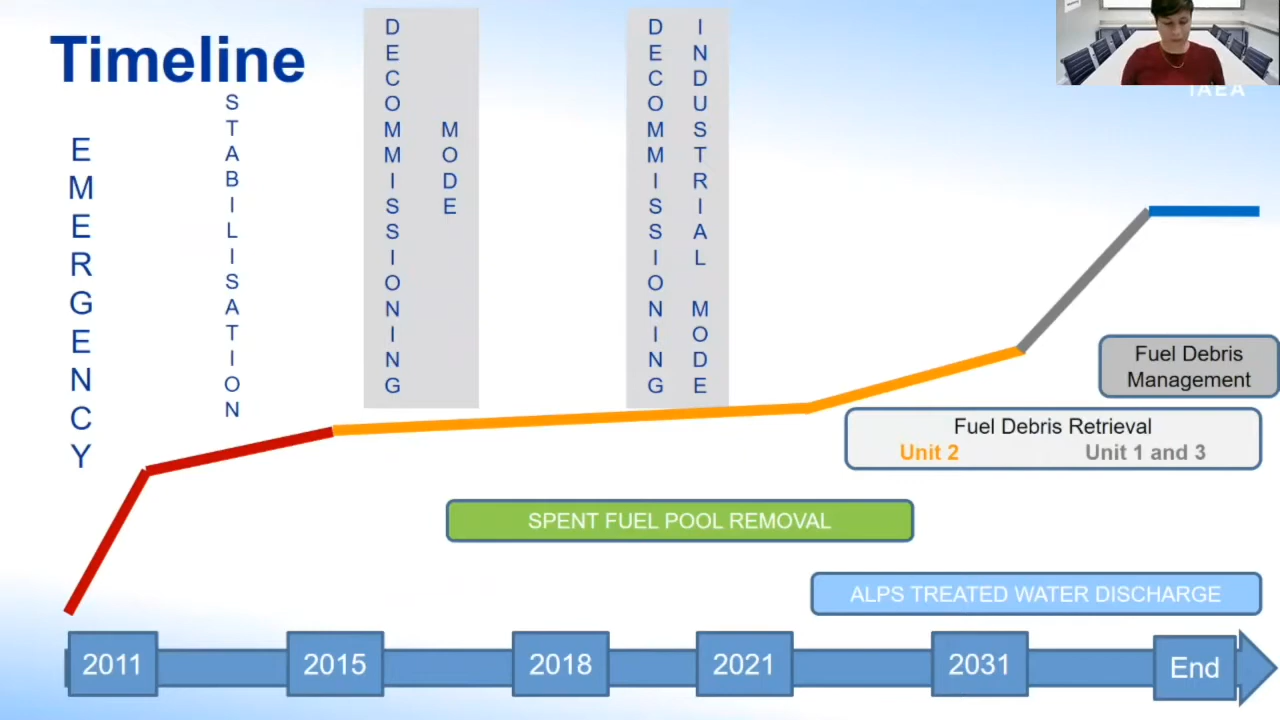 Timeline
EMERGENCY
STABILISATION
DECOMMISSIONING
MODE
DECOMMISSIONING
INDUSTRIAL MODE
IAEA
Fuel Debris
Management
Fuel Debris Retrieval
Unit 2 Unit 1 and 3
SPENT FUEL POOL REMOVAL
ALPS TREATED WATER DISCHARGE
2011 2015 2018 2021 2031 End